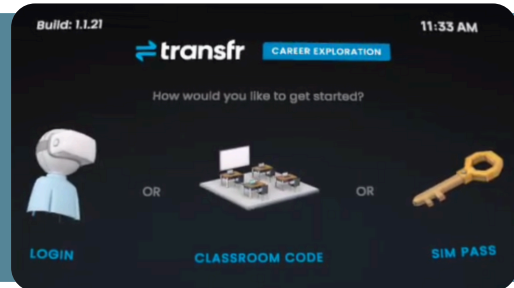 Build: 1.1.21
11:33 AM
transfr CAREER EXPLORATION
How would you like to get started?
OR
OR
LOGIN
CLASSROOM CODE
SIM PASS